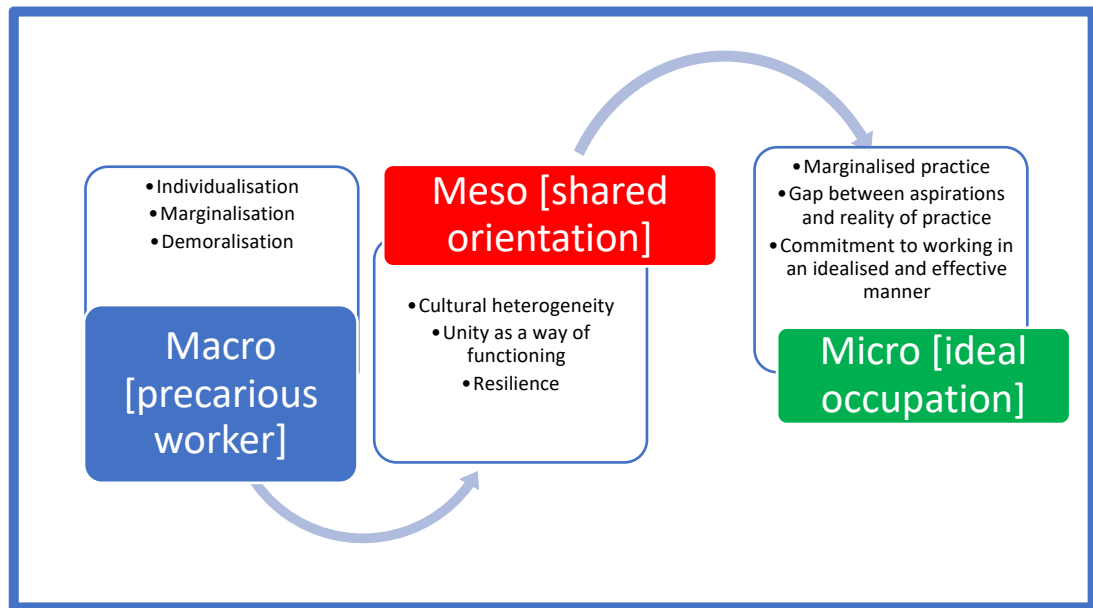 •Individualisation
•Marginalisation
•Demoralisation
Macro
[precarious
worker]
Meso [shared
orientation]
•Cultural heterogeneity
•Unity as a way of
functioning
•Resilience
•Marginalised practice
•Gap between aspirations
and reality of practice
•Commitment to working in
an idealised and effective
manner
Micro [ideal
occupation]